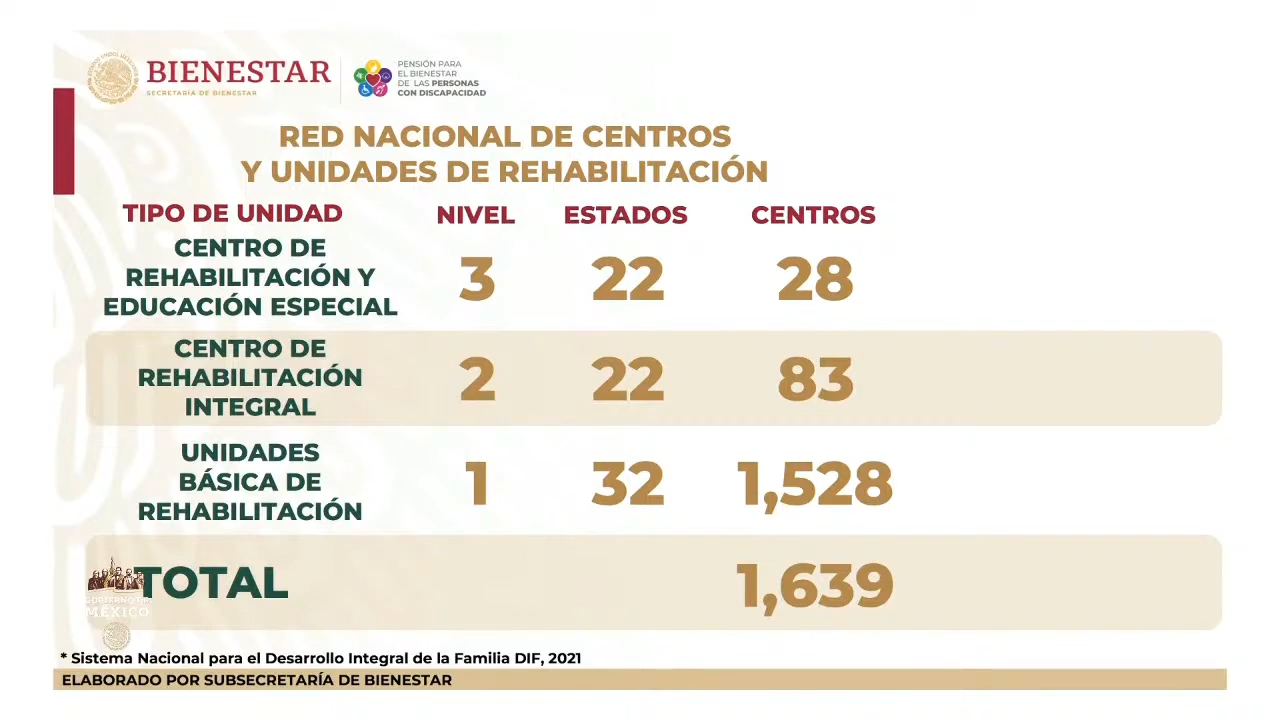 BIENESTAR
SECRETARÍA DE BIENESTAR
PENSIÓN PARA
EL BIENESTAR
DE LAS PERSONAS
CON DISCAPACIDAD
RED NACIONAL DE CENTROS
Y UNIDADES DE REHABILITACIÓN
TIPO DE UNIDAD NIVEL ESTADOS CENTROS
CENTRO DE
REHABILITACIÓN Y
EDUCACIÓN ESPECIAL
3 22 28
CENTRO DE
REHABILITACIÓN
INTEGRAL
2 22 83
UNIDADES
BÁSICA DE
REHABILITACIÓN
1 32 1,528
TOTAL 1,639
GOBIERNO DE
MÉXICO
* Sistema Nacional para el Desarrollo Integral de la Familia DIF, 2021
ELABORADO POR SUBSECRETARÍA DE BIENESTAR